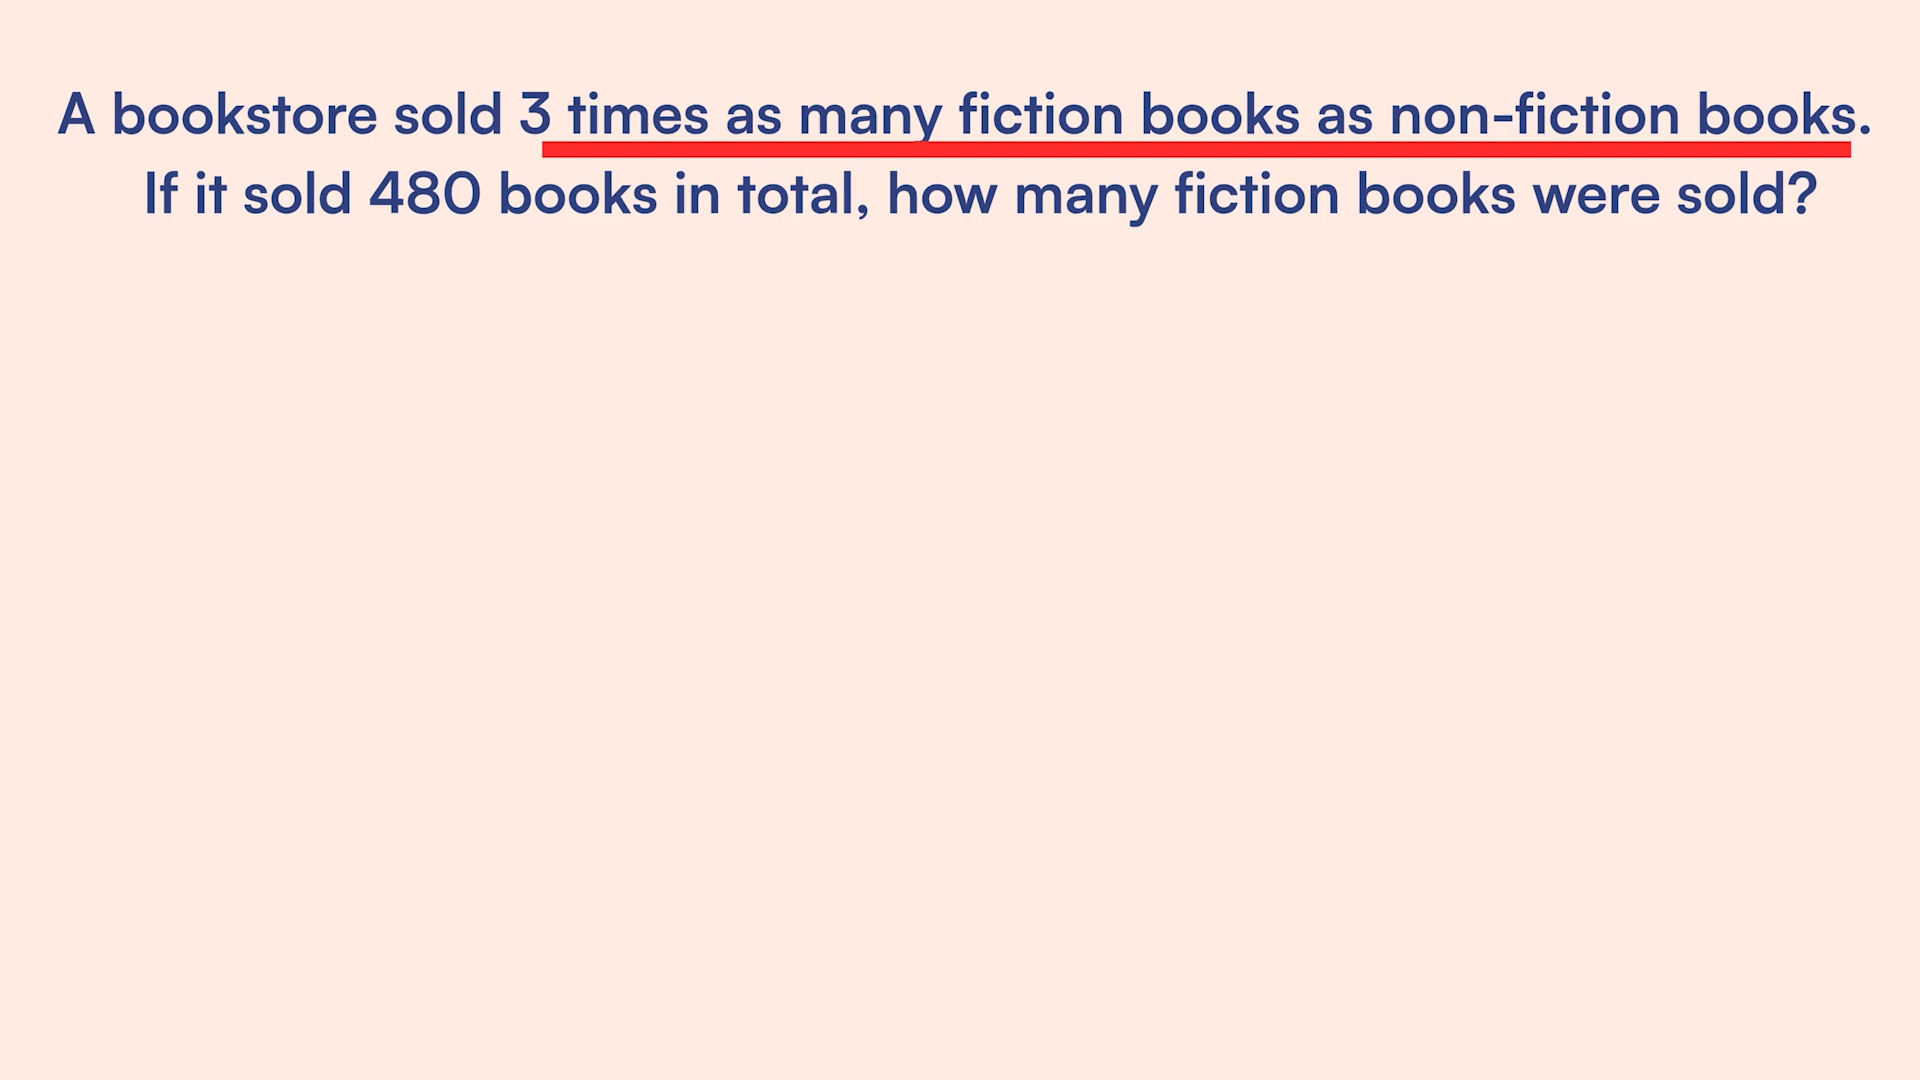 A bookstore sold 3 times as many fiction books as non-fiction books.
If it sold 480 books in total, how many fiction books were sold?